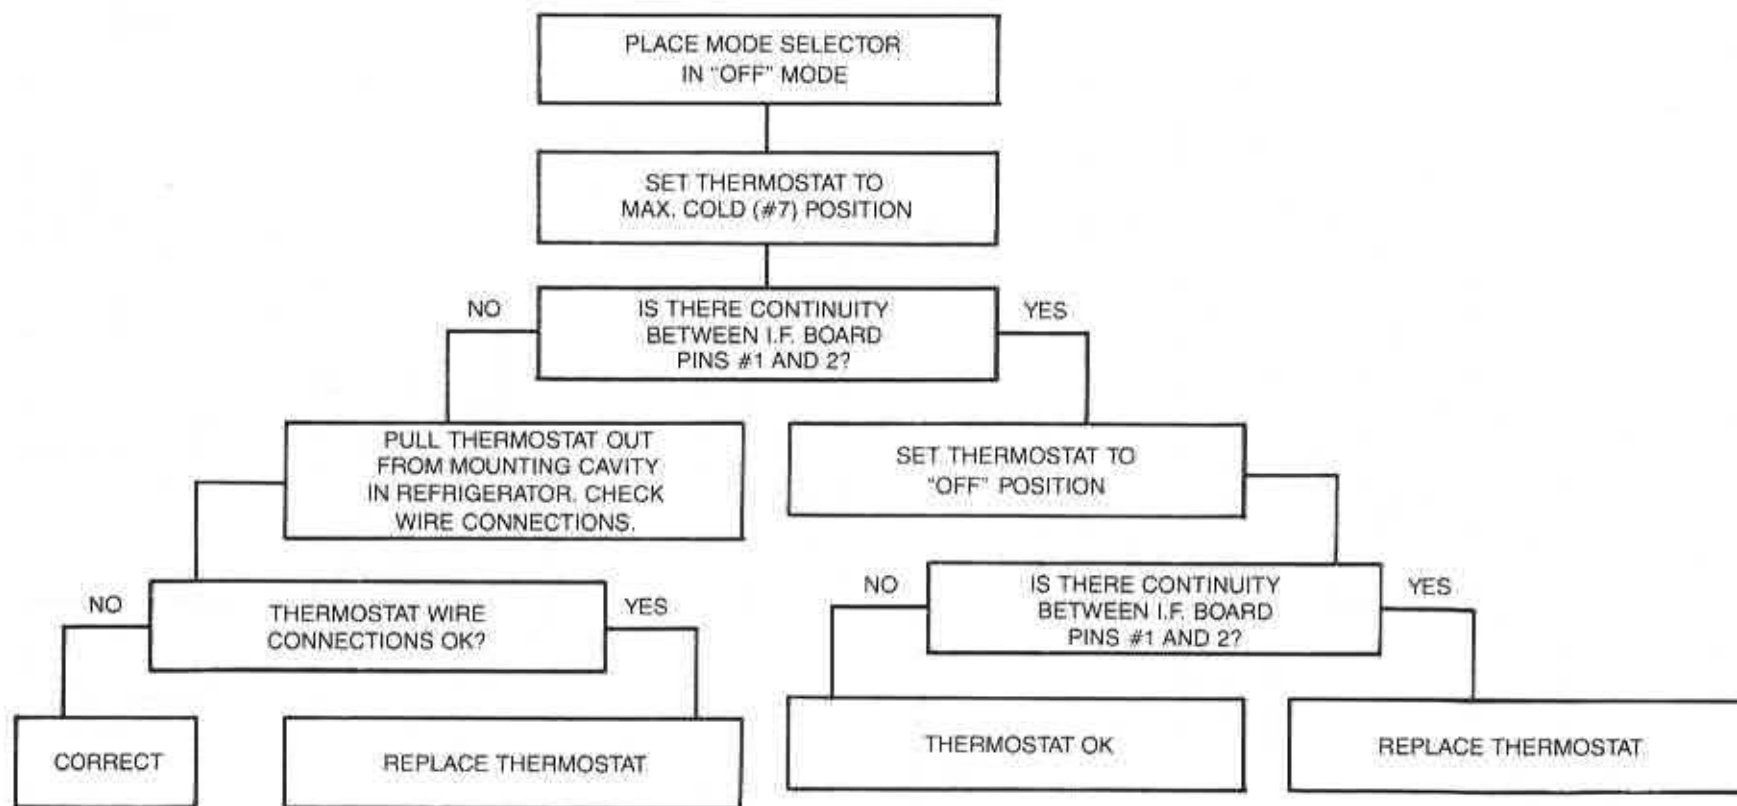 PLACE MODE SELECTOR
IN “OFF” MODE
SET THERMOSTAT TO
MAX. COLD (#7) POSITION
NO
IS THERE CONTINUITY
BETWEEN I.F. BOARD
PINS #1 AND 2?
YES
PULL THERMOSTAT OUT
FROM MOUNTING CAVITY
IN REFRIGERATOR. CHECK
WIRE CONNECTIONS.
SET THERMOSTAT TO
“OFF” POSITION
NO
THERMOSTAT WIRE
CONNECTIONS OK?
YES
NO
IS THERE CONTINUITY
BETWEEN I.F. BOARD
PINS #1 AND 2?
YES
CORRECT
REPLACE THERMOSTAT
THERMOSTAT OK
REPLACE THERMOSTAT